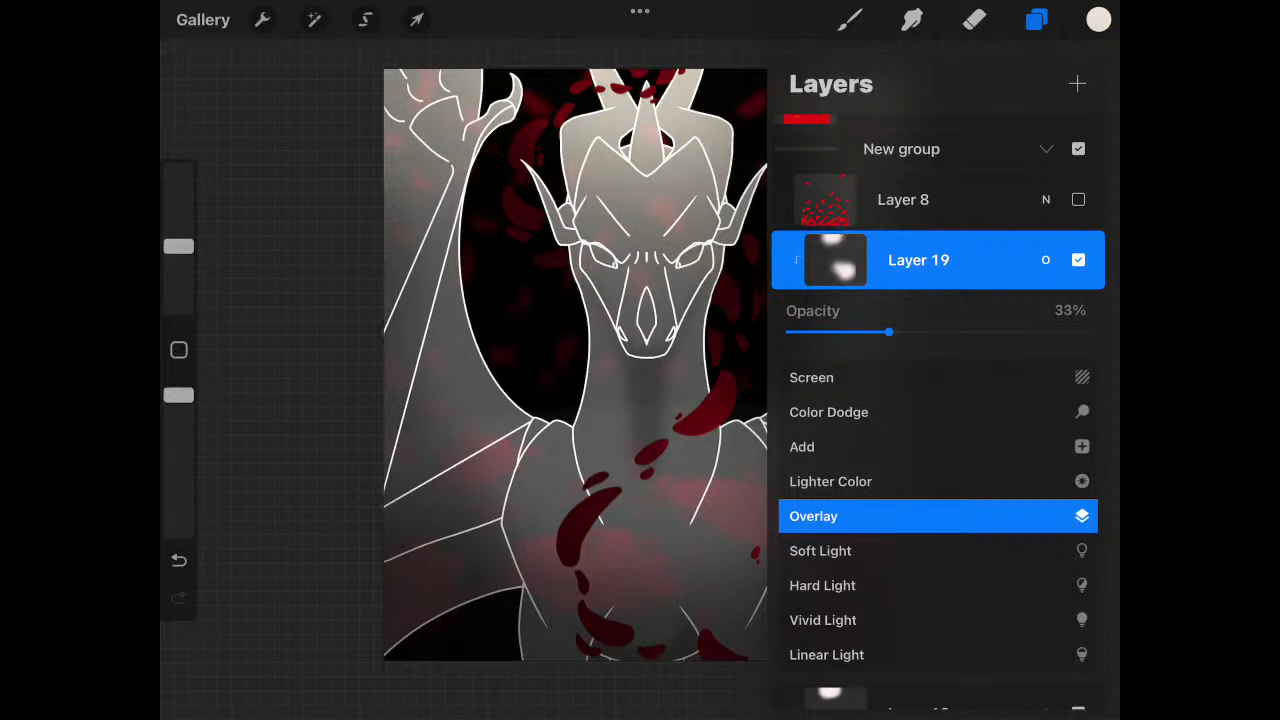 Gallery
Layers
New group
Layer 8 N
Layer 19 O
Opacity 33%
Screen
Color Dodge
Add
Lighter Color
Overlay
Soft Light
Hard Light
Vivid Light
Linear Light